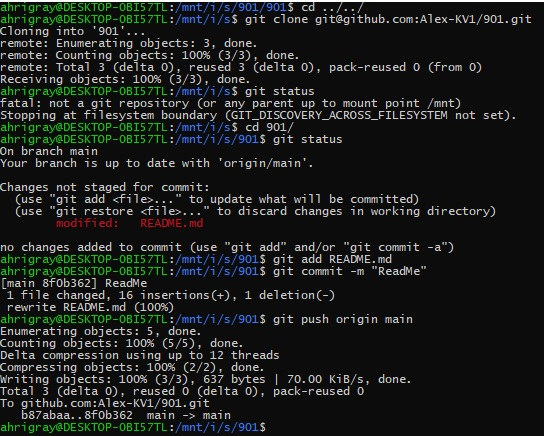 ahrigray@DESKTOP-OBI57TL:/mnt/i/s/901/901$ cd ../../
ahrigray@DESKTOP-OBI57TL:/mnt/i/s$ git clone git@github.com:Alex-KV1/901.git
Cloning into '901'...
remote: Enumerating objects: 3, done.
remote: Counting objects: 100% (3/3), done.
remote: Total 3 (delta 0), reused 3 (delta 0), pack-reused 0 (from 0)
Receiving objects: 100% (3/3), done.
ahrigray@DESKTOP-OBI57TL:/mnt/i/s$ git status
fatal: not a git repository (or any parent up to mount point /mnt)
Stopping at filesystem boundary (GIT_DISCOVERY_ACROSS_FILESYSTEM not set).
ahrigray@DESKTOP-OBI57TL:/mnt/i/s$ cd 901/
ahrigray@DESKTOP-OBI57TL:/mnt/i/s/901$ git status
On branch main
Your branch is up to date with 'origin/main'.

Changes not staged for commit:
  (use "git add <file>..." to update what will be committed)
  (use "git restore <file>..." to discard changes in working directory)
        modified:   README.md

no changes added to commit (use "git add" and/or "git commit -a")
ahrigray@DESKTOP-OBI57TL:/mnt/i/s/901$ git add README.md
ahrigray@DESKTOP-OBI57TL:/mnt/i/s/901$ git commit -m "ReadMe"
[main 8f0b362] ReadMe
 1 file changed, 16 insertions(+), 1 deletion(-)
 rewrite README.md (100%)
ahrigray@DESKTOP-OBI57TL:/mnt/i/s/901$ git push origin main
Enumerating objects: 5, done.
Counting objects: 100% (5/5), done.
Delta compression using up to 12 threads
Compressing objects: 100% (2/2), done.
Writing objects: 100% (3/3), 637 bytes | 70.00 KiB/s, done.
Total 3 (delta 0), reused 0 (delta 0), pack-reused 0
To github.com:Alex-KV1/901.git
   b87abaa..8f0b362  main -> main
ahrigray@DESKTOP-OBI57TL:/mnt/i/s/901$